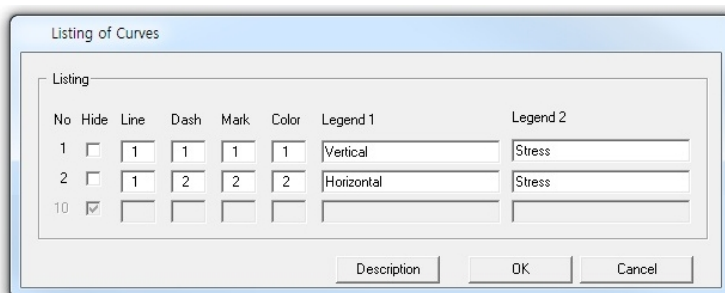 Listing of Curves
Listing
No Hide Line Dash Mark Color Legend 1 Legend 2
1 1 1 1 1 Vertical Stress
2 1 2 2 2 Horizontal Stress
10
Description OK Cancel